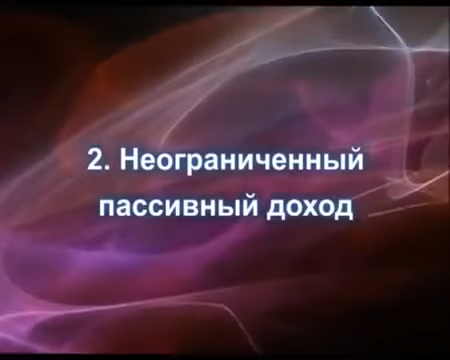 2. Неограниченный
пассивный доход